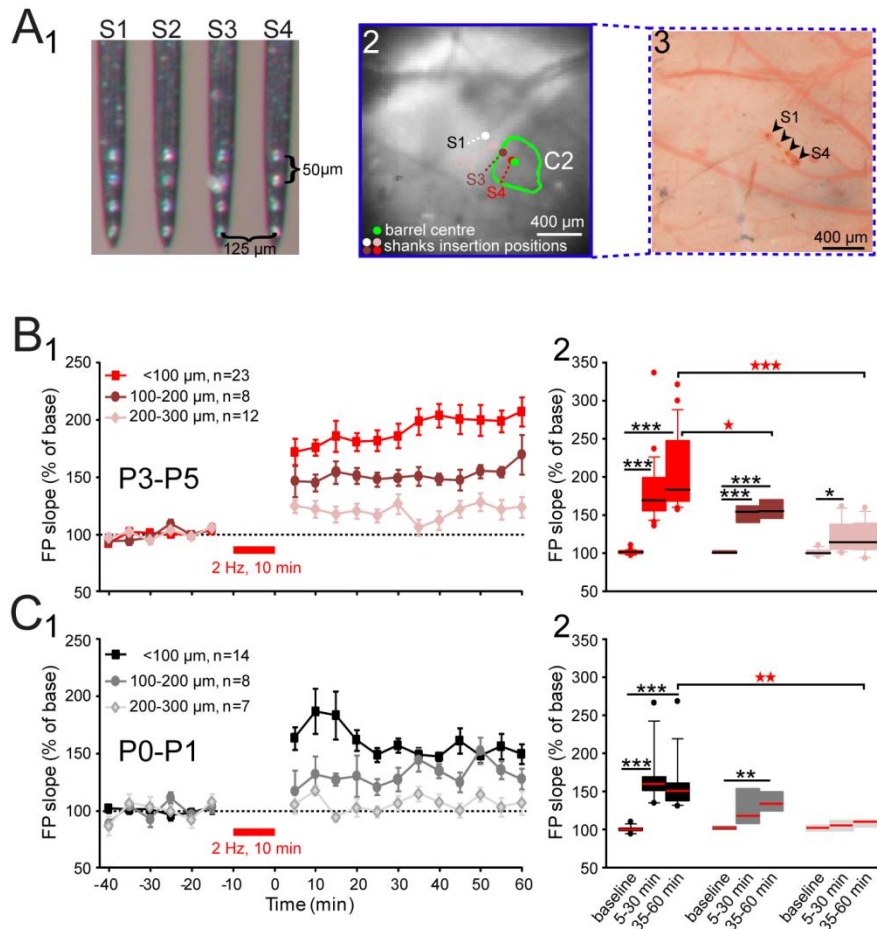 A1
S1 S2 S3 S4
50µm
125 µm
2
S1
S3
S4
C2
barrel centre
shanks insertion positions
400 µm
3
S1
S4
400 µm
B1
FP slope (% of base)
250
200
150
100
50
<100 µm, n=23
100-200 µm, n=8
200-300 µm, n=12
P3-P5
2 Hz, 10 min
2
FP slope (% of base)
350
300
250
200
150
100
50
***
***
***
*
***
***
*
C1
FP slope (% of base)
250
200
150
100
50
<100 µm, n=14
100-200 µm, n=8
200-300 µm, n=7
P0-P1
2 Hz, 10 min
-40 -30 -20 -10 0 10 20 30 40 50 60
Time (min)
2
FP slope (% of base)
350
300
250
200
150
100
50
***
***
**
**
baseline 5-30 min 35-60 min baseline 5-30 min 35-60 min baseline 5-30 min 35-60 min